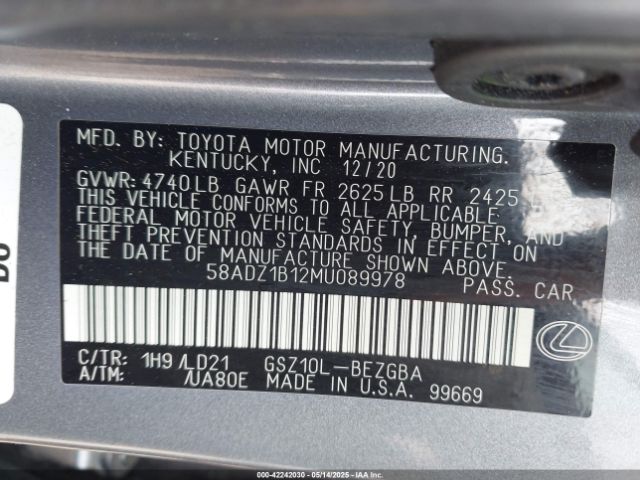 MFD. BY: TOYOTA MOTOR MANUFACTURING.
KENTUCKY, INC 12/20
GVWR: 4740LB GAWR FR 2625LB RR 2425
THIS VEHICLE CONFORMS TO ALL APPLICABLE
FEDERAL MOTOR VEHICLE SAFETY, BUMPER, AND
THEFT PREVENTION STANDARDS IN EFFECT ON
THE DATE OF MANUFACTURE SHOWN ABOVE.
58ADZ1B12MU089978 PASS. CAR
C/TR: 1H9 /LD21 GSZ10L-BEZGBA
A/TM: /UA80E MADE IN U.S.A. 99669
00-42242030 - 05/14/2025 - IAAI.COM